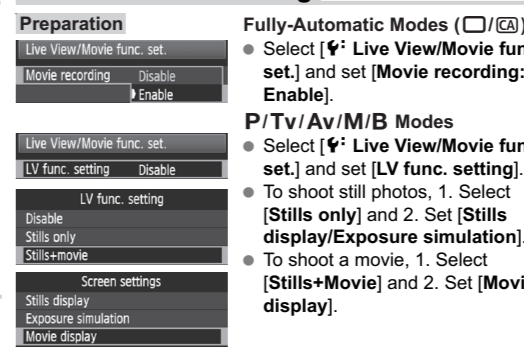 Preparation
Live View/Movie func. set.
Movie recording Disable
Enable
Live View/Movie func. set.
LV func. setting Disable
LV func. setting
Disable
Stills only
Stills+movie
Screen settings
Stills display
Exposure simulation
Movie display
Fully-Automatic Modes (□/CA)
● Select [ Live View/Movie fun
set.] and set [Movie recording:
Enable].
P/Tv/Av/M/B Modes
● Select [ Live View/Movie fun
set.] and set [LV func. setting].
● To shoot still photos, 1. Select
[Stills only] and 2. Set [Stills
display/Exposure simulation].
● To shoot a movie, 1. Select
[Stills+Movie] and 2. Set [Movi
display].